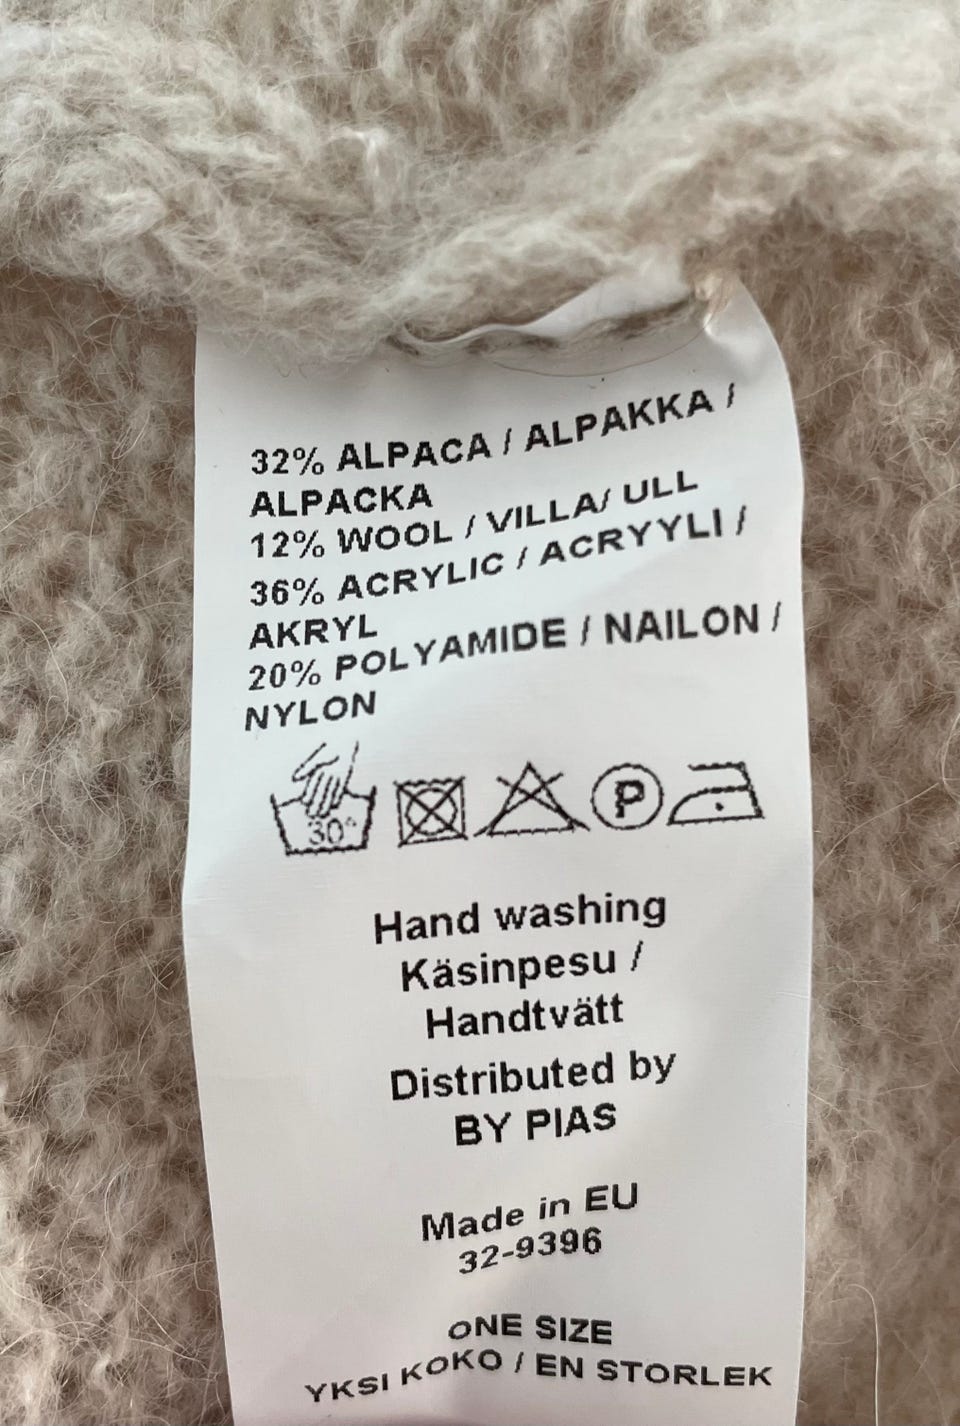 32% ALPACA / ALPAKKA /
ALPACKA
12% WOOL / VILLA/ ULL
36% ACRYLIC / ACRYYLI /
AKRYL
20% POLYAMIDE / NAILON /
NYLON
30°
P
Hand washing
Käsinpesu /
Handtvätt
Distributed by
BY PIAS
Made in EU
32-9396
ONE SIZE
YKSI KOKO / EN STORLEK